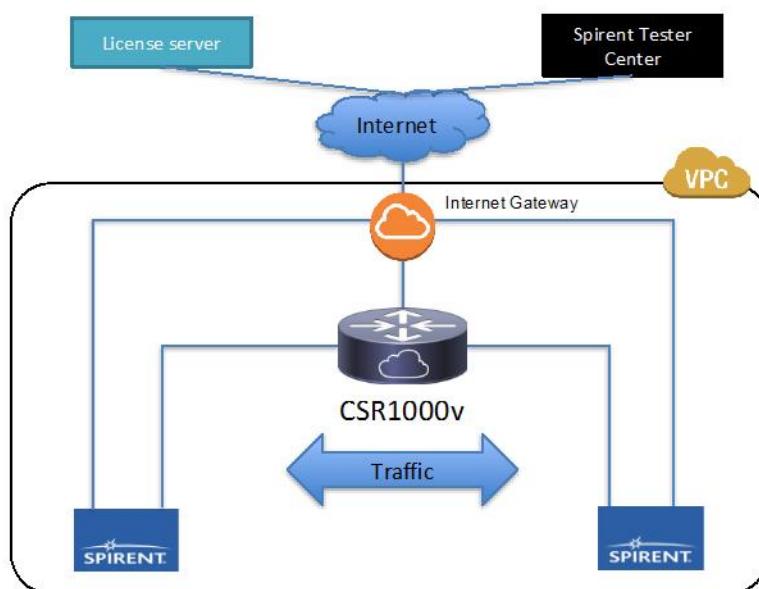 License server
Spirent Tester
Center
Internet
VPC
Internet Gateway
CSR1000v
Traffic
SPIRENT
SPIRENT